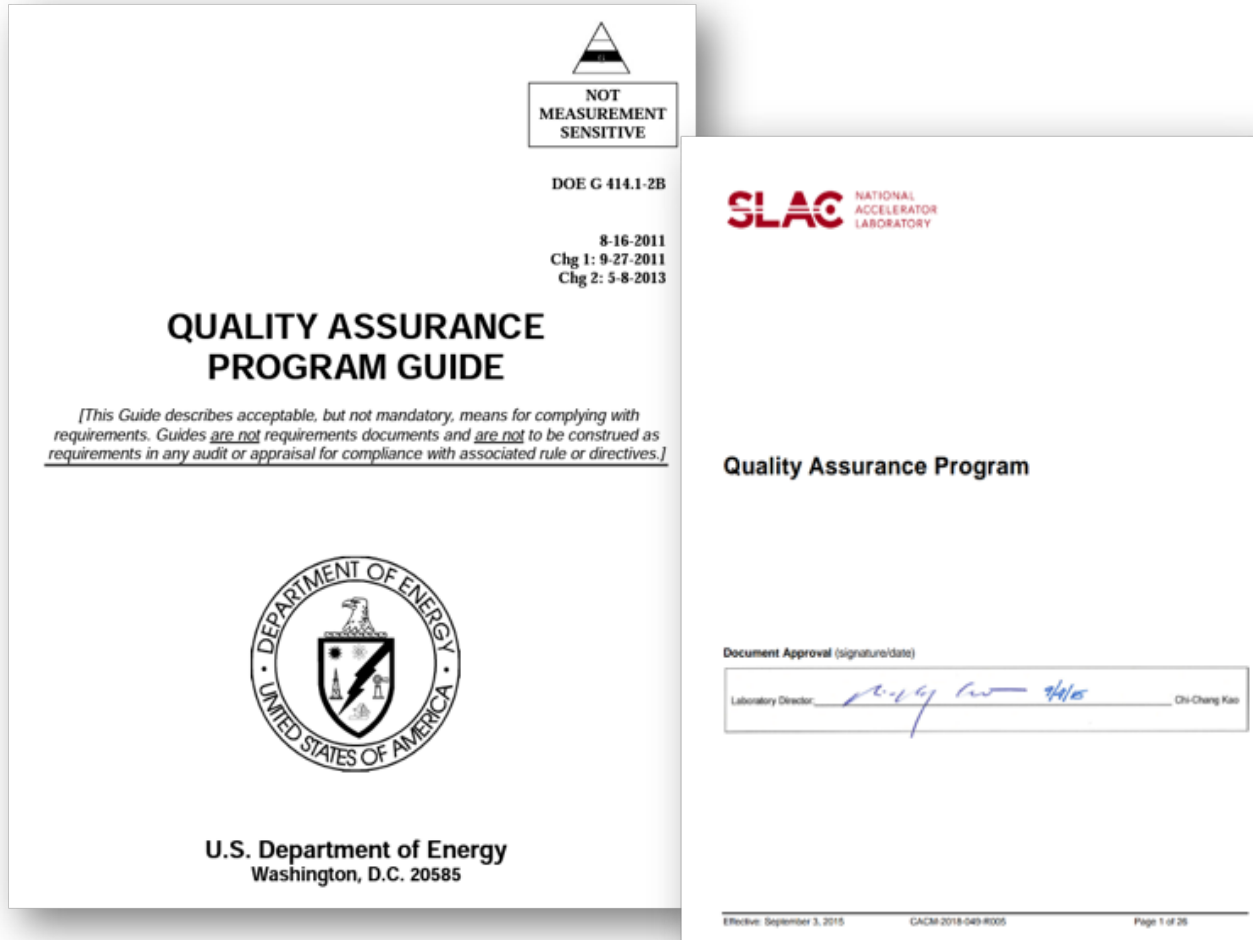 NOT
MEASUREMENT
SENSITIVE
DOE G 414.1-2B
8-16-2011
Chg 1: 9-27-2011
Chg 2: 5-8-2013
QUALITY ASSURANCE
PROGRAM GUIDE
[This Guide describes acceptable, but not mandatory, means for complying with
requirements. Guides are not requirements documents and are not to be construed as
requirements in any audit or appraisal for compliance with associated rule or directives.]
DEPARTMENT OF ENERGY
UNITED STATES OF AMERICA
U.S. Department of Energy
Washington, D.C. 20585
SLAC NATIONAL
ACCELERATOR
LABORATORY
Quality Assurance Program
Document Approval (signature/date)
Laboratory Director: Chi-Chang Kao
Effective: September 3, 2015 CACM-2018-049-R005 Page 1 of 26